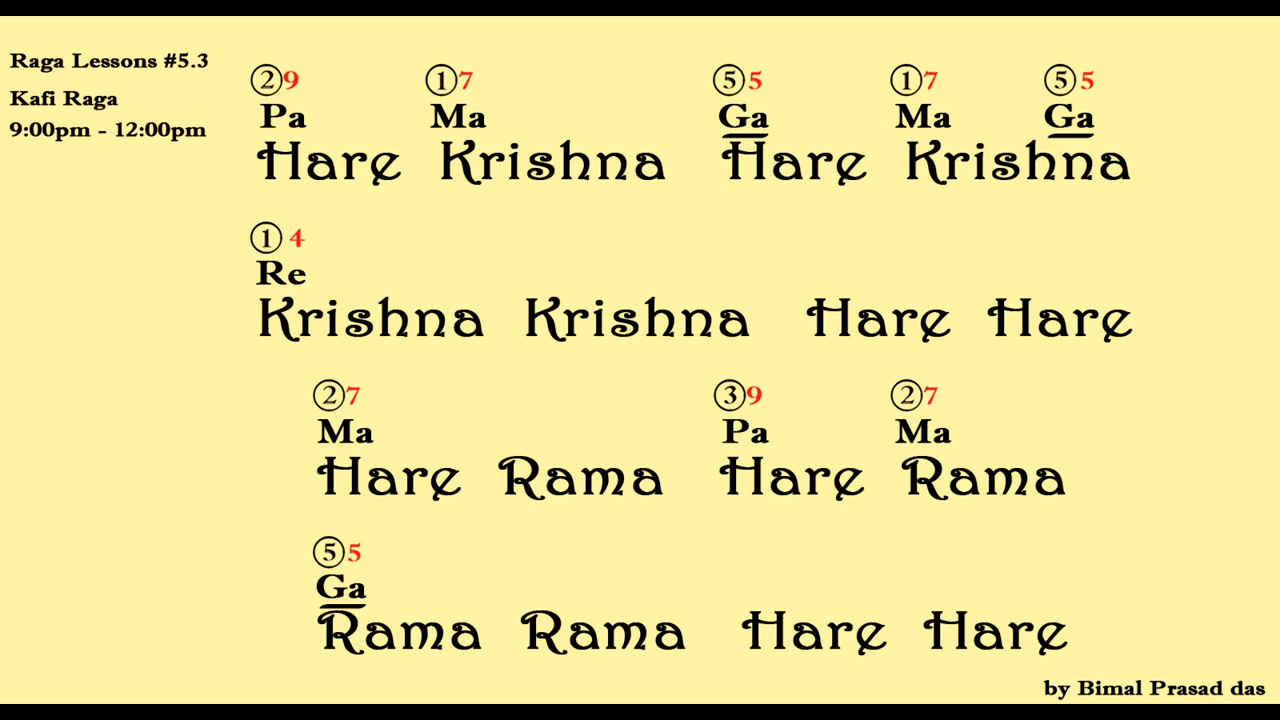 Raga Lessons #5.3
Kafi Raga
9:00pm - 12:00pm
②9 ①7 ⑤5 ①7 ⑤5
Pa Ma Ga Ma Ga
Hare Krishna Hare Krishna
① 4
Re
Krishna Krishna Hare Hare
②7 ③9 ②7
Ma Pa Ma
Hare Rama Hare Rama
⑤5
Ga
Rama Rama Hare Hare
by Bimal Prasad das